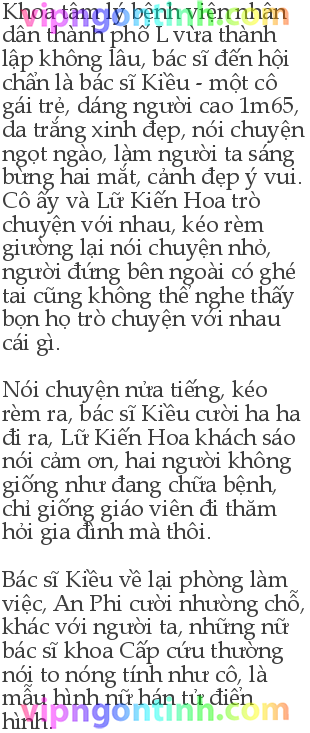 Khoa tâm lý bệnh viện nhân
dân thành phố L vừa thành
lập không lâu, bác sĩ đến hội
chẩn là bác sĩ Kiều - một cô
gái trẻ, dáng người cao 1m65,
da trắng xinh đẹp, nói chuyện
ngọt ngào, làm người ta sáng
bừng hai mắt, cảnh đẹp ý vui.
Cô ấy và Lữ Kiến Hoa trò
chuyện với nhau, kéo rèm
giường lại nói chuyện nhỏ,
người đứng bên ngoài có ghé
tai cũng không thể nghe thấy
bọn họ trò chuyện với nhau
cái gì.
Nói chuyện nửa tiếng, kéo
rèm ra, bác sĩ Kiều cười ha ha
đi ra, Lữ Kiến Hoa khách sáo
nói cảm ơn, hai người không
giống như đang chữa bệnh,
chỉ giống giáo viên đi thăm
hỏi gia đình mà thôi.
Bác sĩ Kiều về lại phòng làm
việc, An Phi cười nhường chỗ,
khác với người ta, những nữ
bác sĩ khoa Cấp cứu thường
nói to nóng tính như cô, là
mẫu hình nữ hán tử điển
hình.
vipngontinh.com
vipngontinh.com